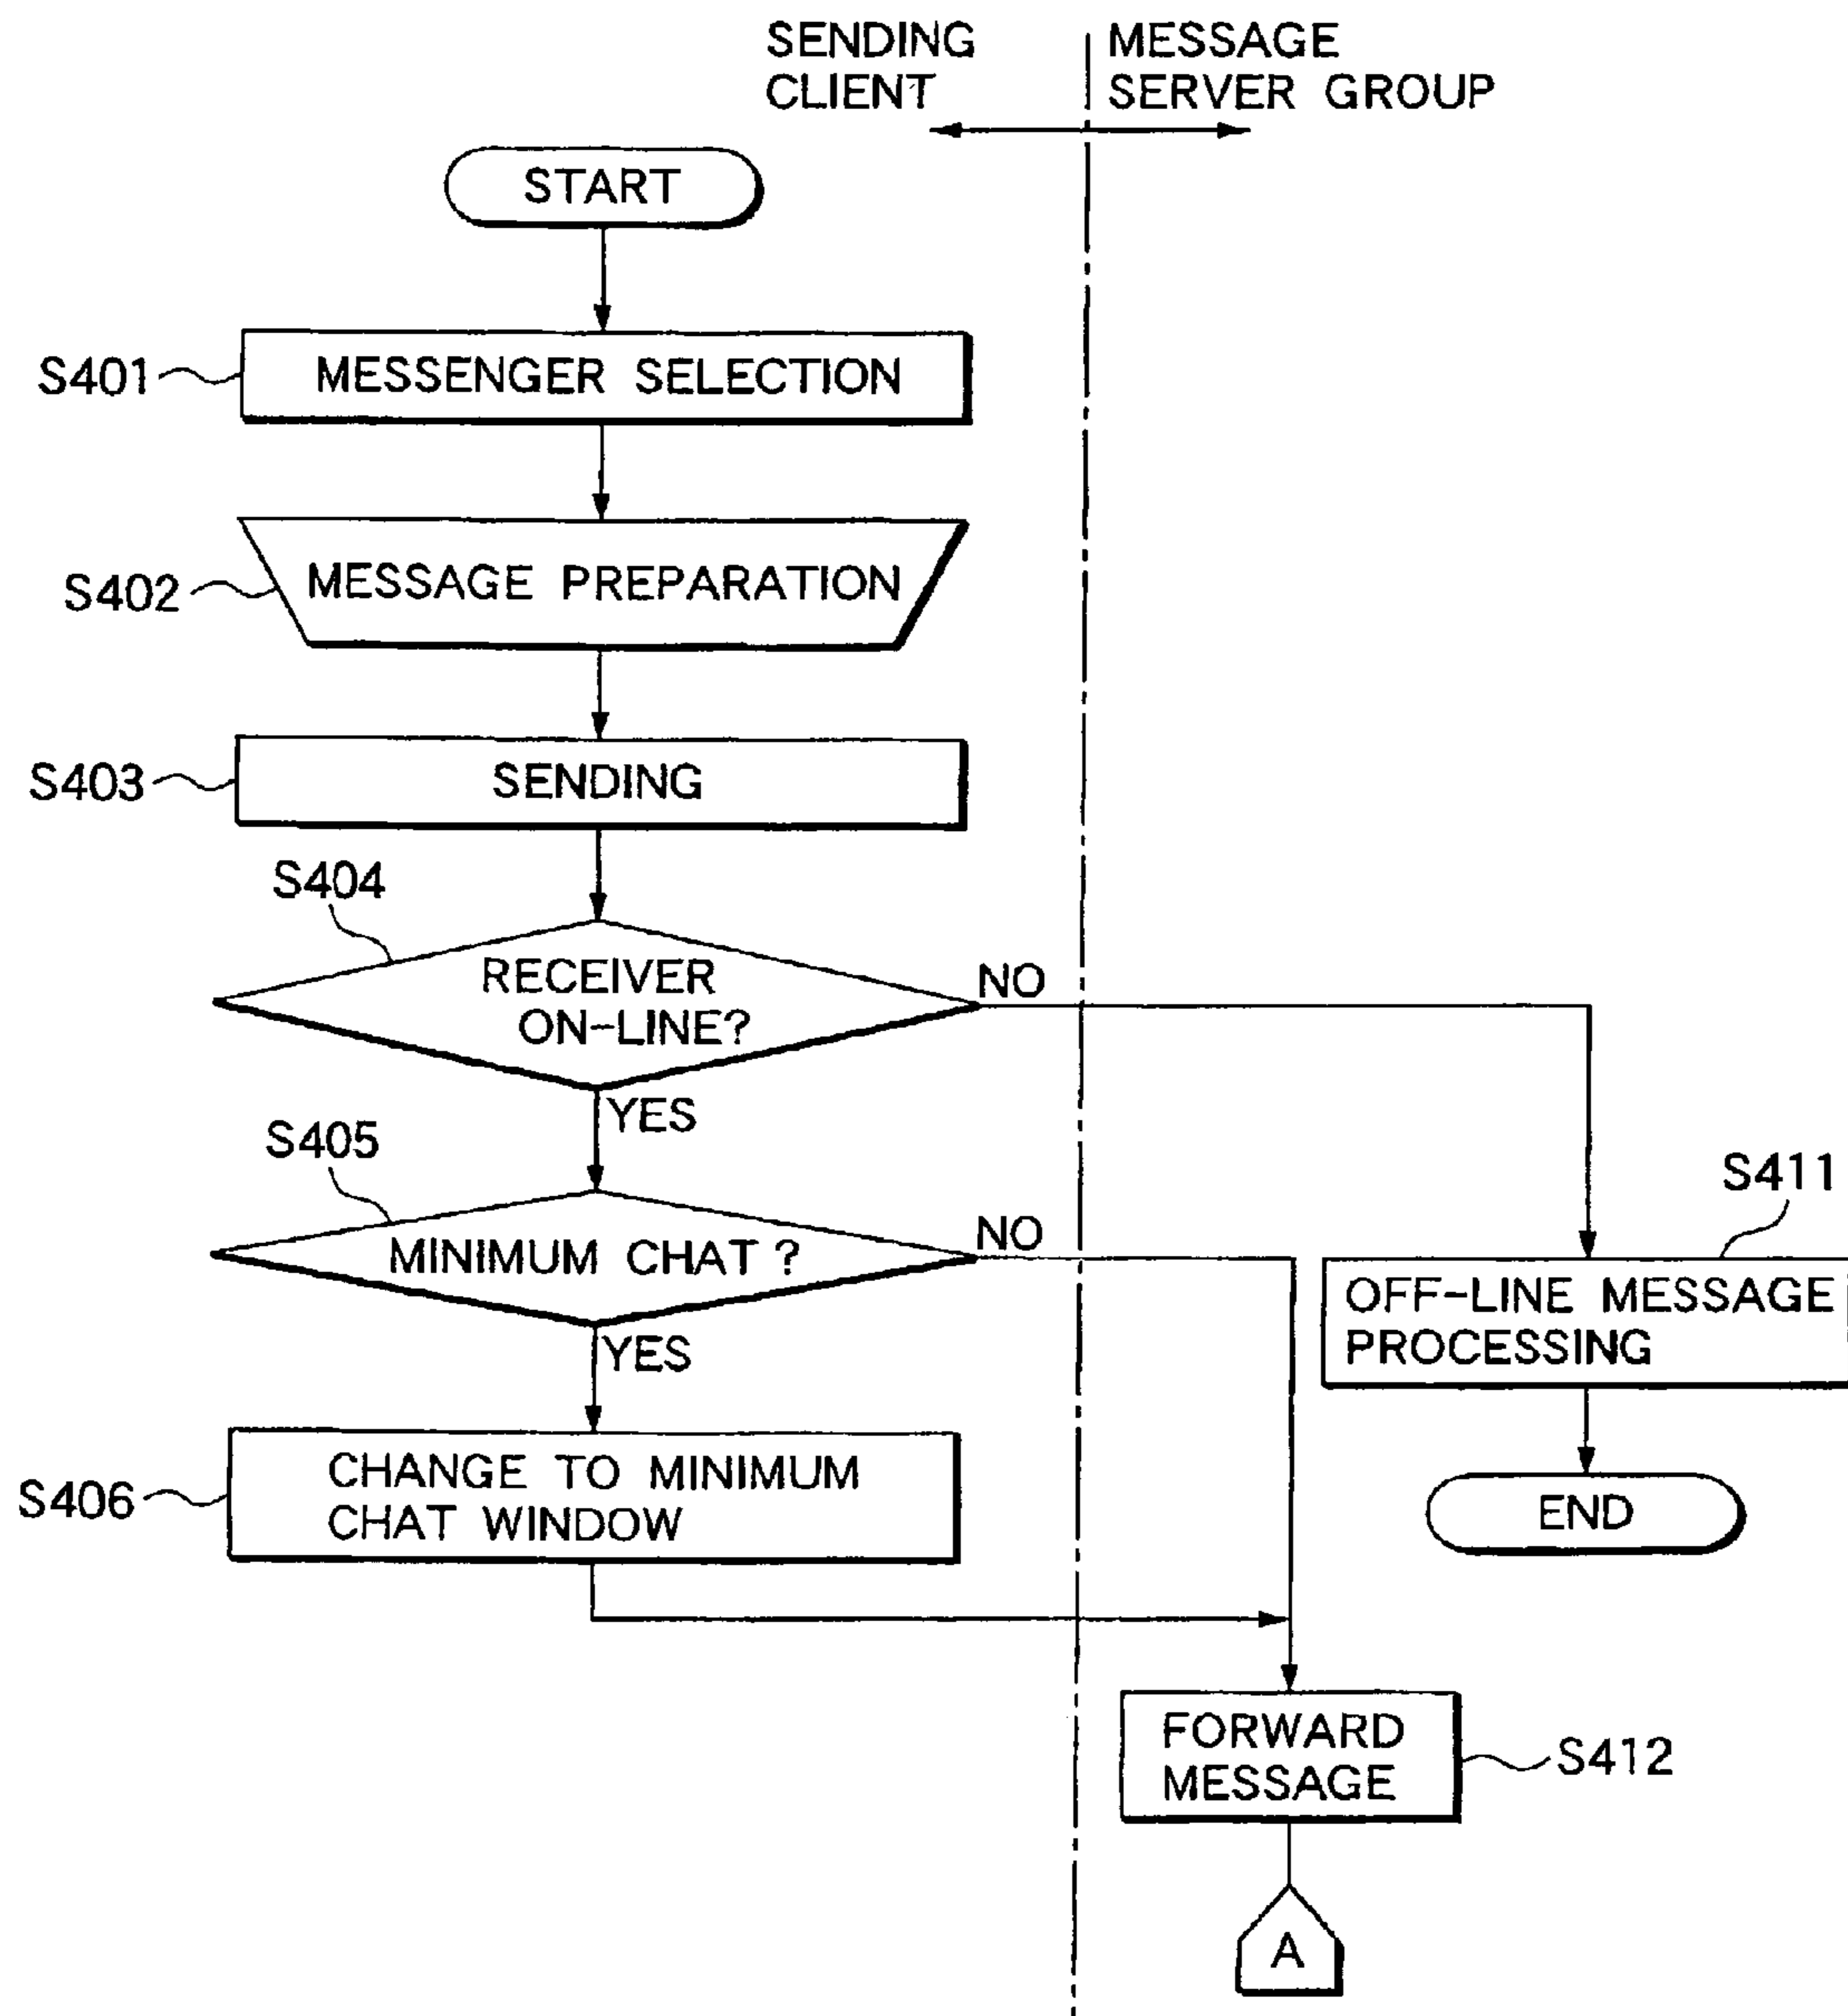 SENDING
CLIENT
MESSAGE
SERVER GROUP
START
S401
MESSENGER SELECTION
S402
MESSAGE PREPARATION
S403
SENDING
S404
RECEIVER
ON-LINE?
NO
YES
S405
MINIMUM CHAT ?
NO
YES
S411
OFF-LINE MESSAGE
PROCESSING
END
S406
CHANGE TO MINIMUM
CHAT WINDOW
FORWARD
MESSAGE
S412
A